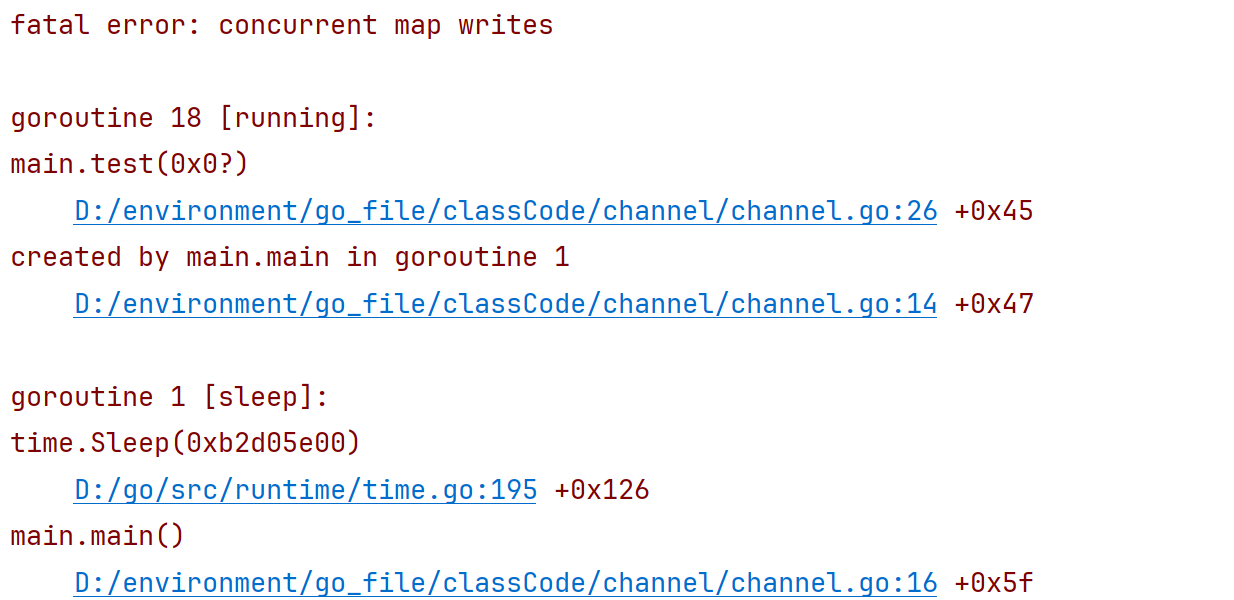 fatal error: concurrent map writes
goroutine 18 [running]:
main.test(0x0?)
D:/environment/go_file/classCode/channel/channel.go:26 +0x45
created by main.main in goroutine 1
D:/environment/go_file/classCode/channel/channel.go:14 +0x47
goroutine 1 [sleep]:
time.Sleep(0xb2d05e00)
D:/go/src/runtime/time.go:195 +0x126
main.main()
D:/environment/go_file/classCode/channel/channel.go:16 +0x5f